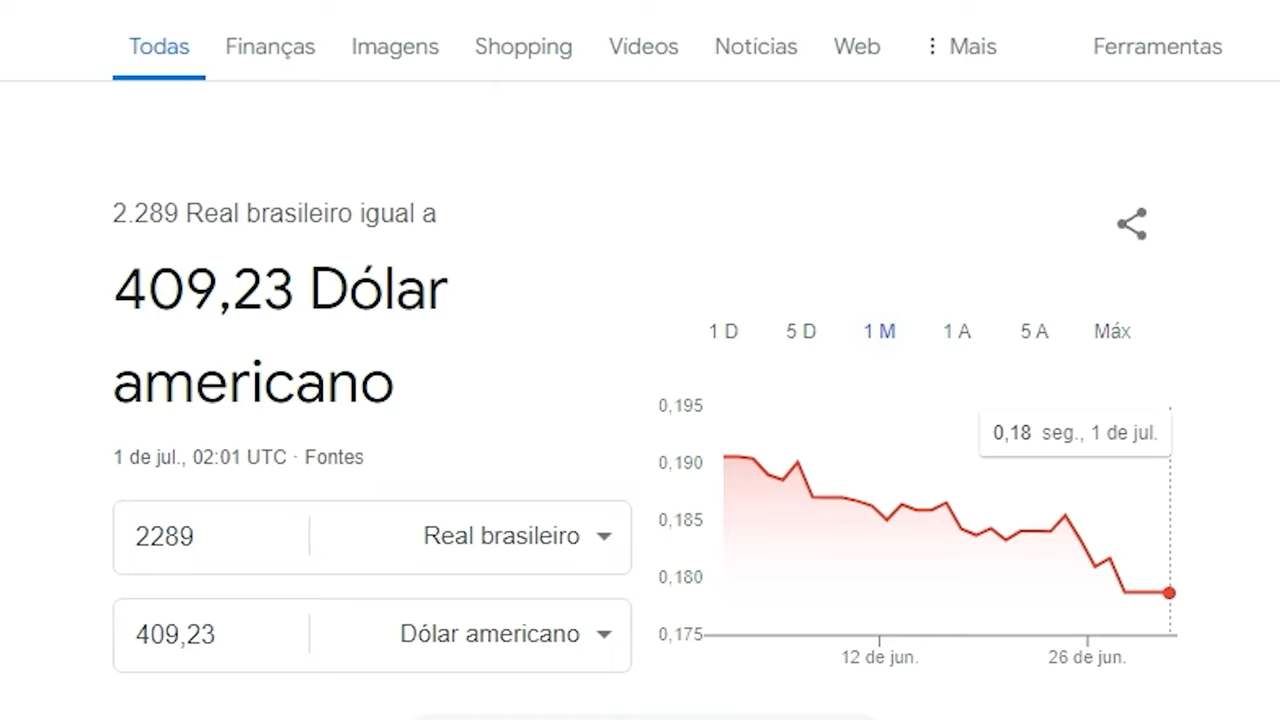 Todas Finanças Imagens Shopping Vídeos Notícias Web Mais Ferramentas
2.289 Real brasileiro igual a
409,23 Dólar
americano
1 de jul., 02:01 UTC · Fontes
2289 Real brasileiro
409,23 Dólar americano
1 D 5 D 1 M 1 A 5 A Máx
0,195
0,190
0,185
0,180
0,175
0,18 seg., 1 de jul.
12 de jun. 26 de jun.